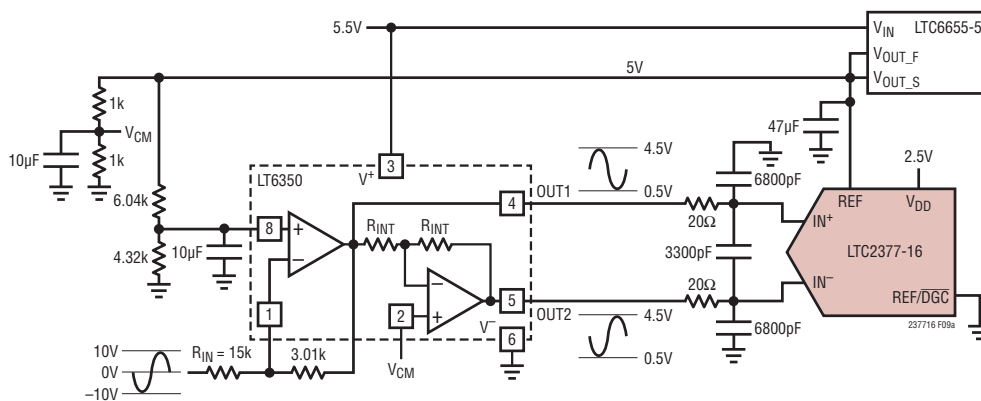 5.5V
V_IN
LTC6655-5
V_OUT_F
V_OUT_S
5V
1k
V_CM
10µF
1k
47µF
3
V⁺
LT6350
4.5V
0.5V
6800pF
2.5V
6.04k
4
OUT1
20Ω
REF
V_DD
8
+
−
R_INT
R_INT
IN⁺
4.32k
10µF
3300pF
LTC2377-16
−
+
IN⁻
1
2
5
V⁻
OUT2
20Ω
REF/DGC
6
4.5V
0.5V
6800pF
237716 F09a
10V
0V
–10V
R_IN = 15k
3.01k
V_CM